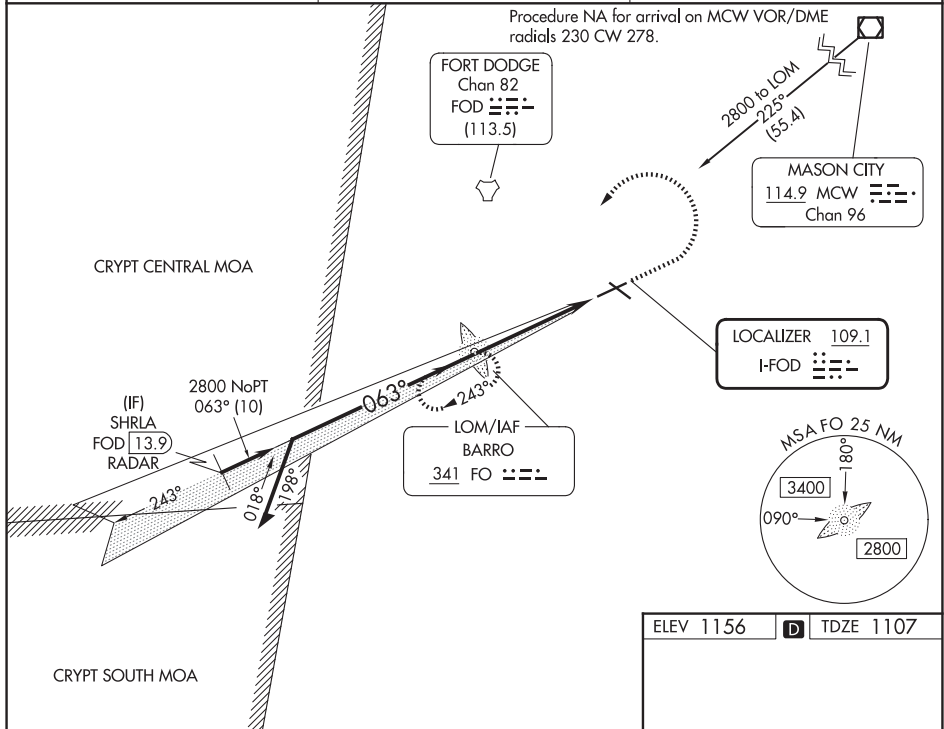 Procedure NA for arrival on MCW VOR/DME
radials 230 CW 278.
FORT DODGE
Chan 82
FOD
(113.5)
2800 to LOM
225°
(55.4)
MASON CITY
114.9 MCW
Chan 96
CRYPT CENTRAL MOA
LOCALIZER 109.1
I-FOD
2800 NoPT
063° (10)
(IF)
SHRLA
FOD 13.9
RADAR
063°
243°
LOM/IAF
BARRO
341 FO
243°
018°
198°
MSA FO 25 NM
180°
3400
090°
2800
CRYPT SOUTH MOA
ELEV 1156 D TDZE 1107